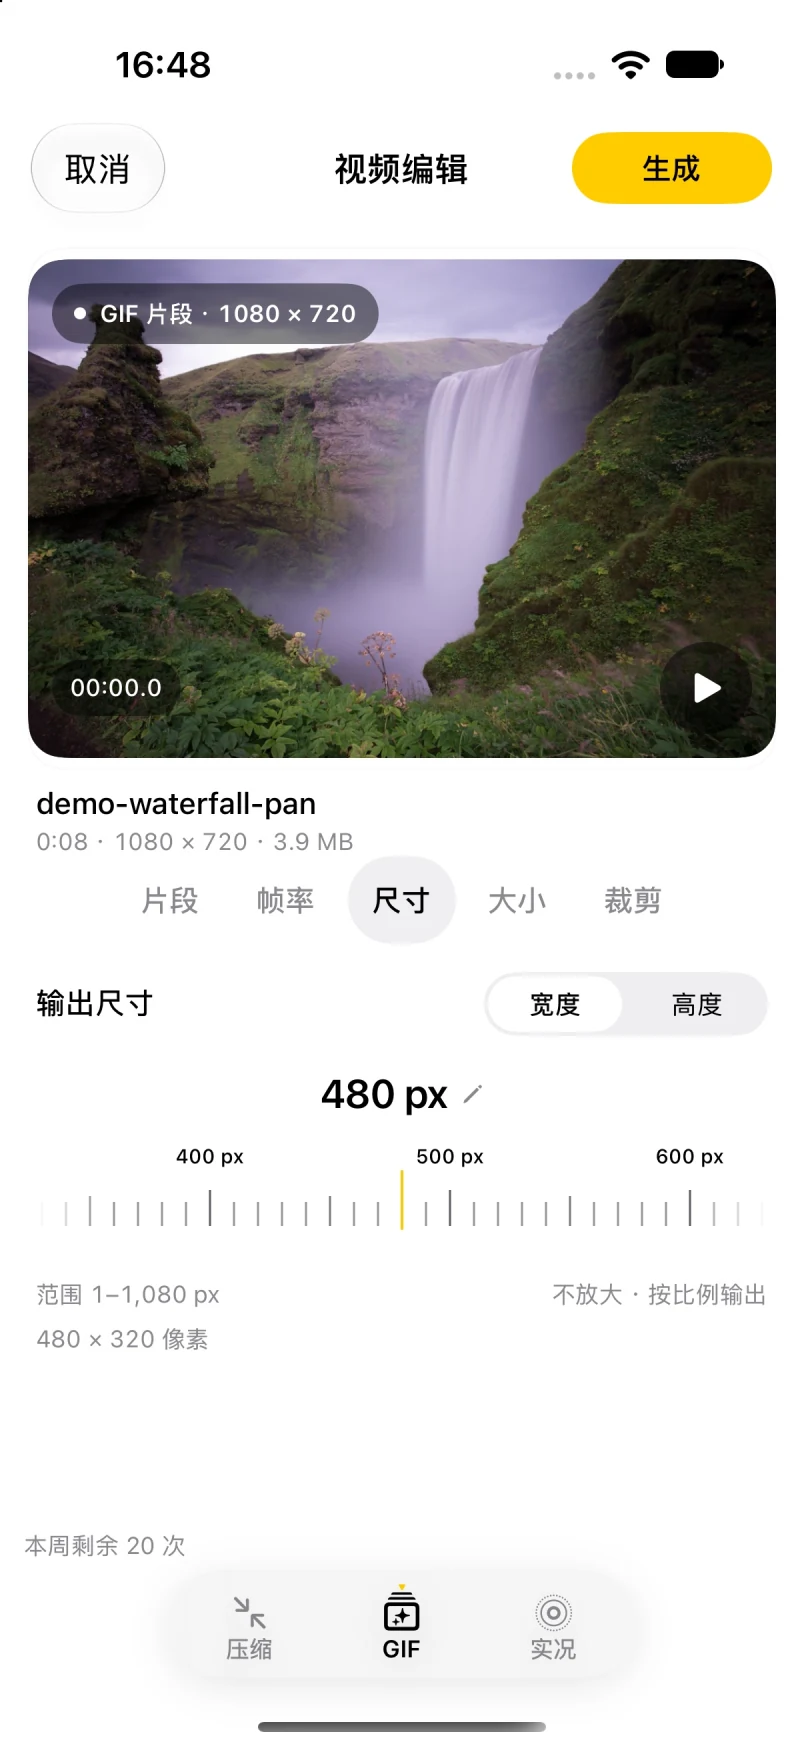 16:48
取消
视频编辑
生成
GIF 片段 · 1080 × 720
00:00.0
demo-waterfall-pan
0:08 · 1080 × 720 · 3.9 MB
片段 帧率 尺寸 大小 裁剪
输出尺寸
宽度 高度
480 px
400 px 500 px 600 px
范围 1–1,080 px
不放大 · 按比例输出
480 × 320 像素
本周剩余 20 次
压缩 GIF 实况